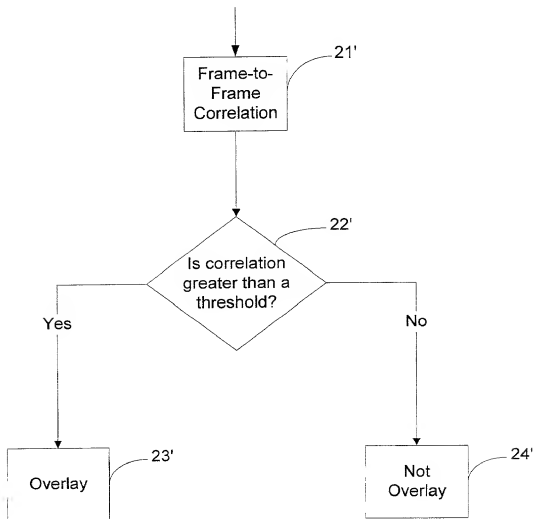 21'
Frame-to-
Frame
Correlation
22'
Is correlation
greater than a
threshold?
Yes
No
23'
Overlay
24'
Not
Overlay